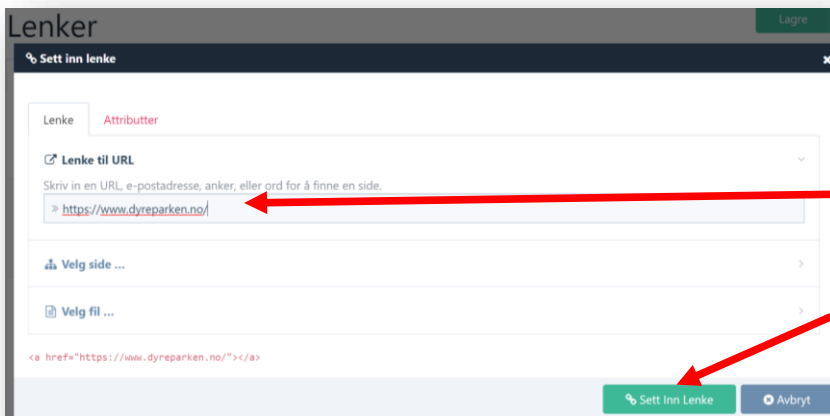 Lenker
Lagre
Sett inn lenke
Lenke
Attributter
Lenke til URL
Skriv in en URL, e-postadresse, anker, eller ord for å finne en side.
» https://www.dyreparken.no/
Velg side ...
Velg fil ...
<a href="https://www.dyreparken.no/"></a>
Sett Inn Lenke
Avbryt